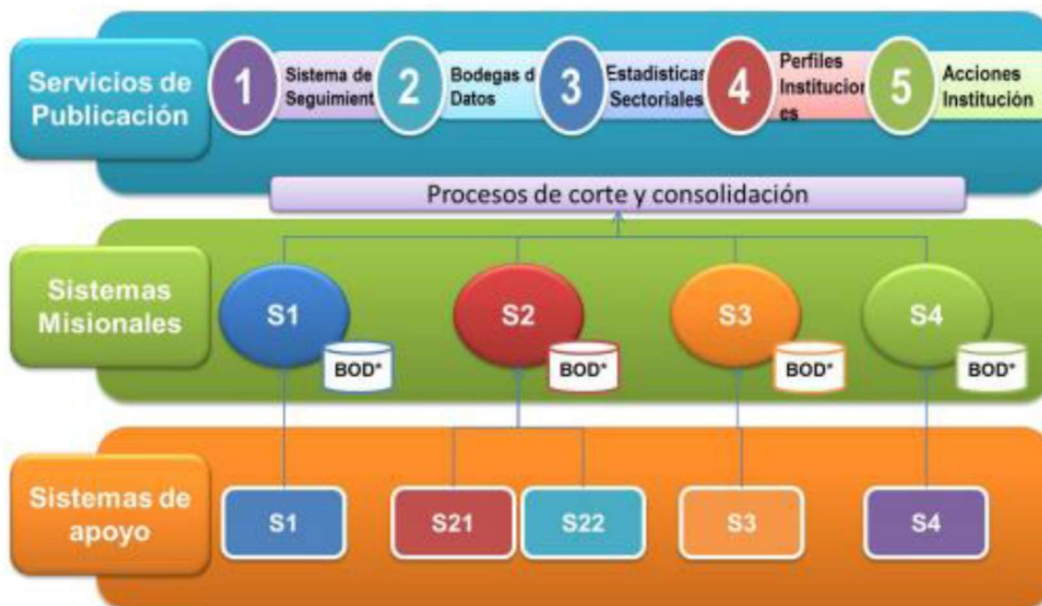 Servicios de
Publicación
1
Sistema de
Seguimient
2
Bodegas d
Datos
3
Estadisticas
Sectoriales
4
Perfiles
Institucion
es
5
Acciones
Institución
Procesos de corte y consolidación
Sistemas
Misionales
S1
BOD*
S2
BOD*
S3
BOD*
S4
BOD*
Sistemas de
apoyo
S1
S21
S22
S3
S4